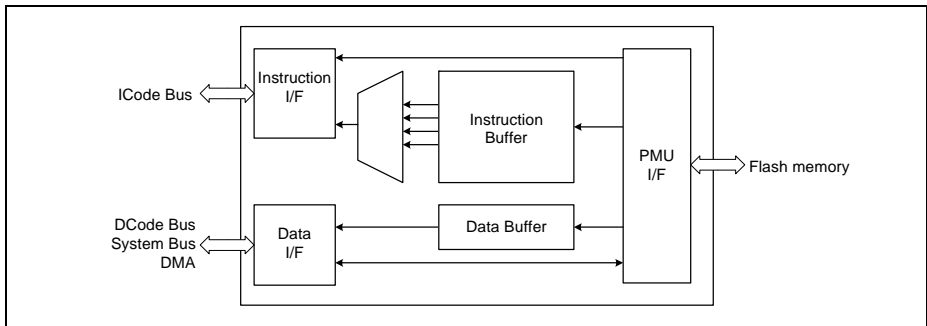 ICode Bus
Instruction
I/F
Instruction
Buffer
PMU
I/F
Flash memory
DCode Bus
System Bus
DMA
Data
I/F
Data Buffer